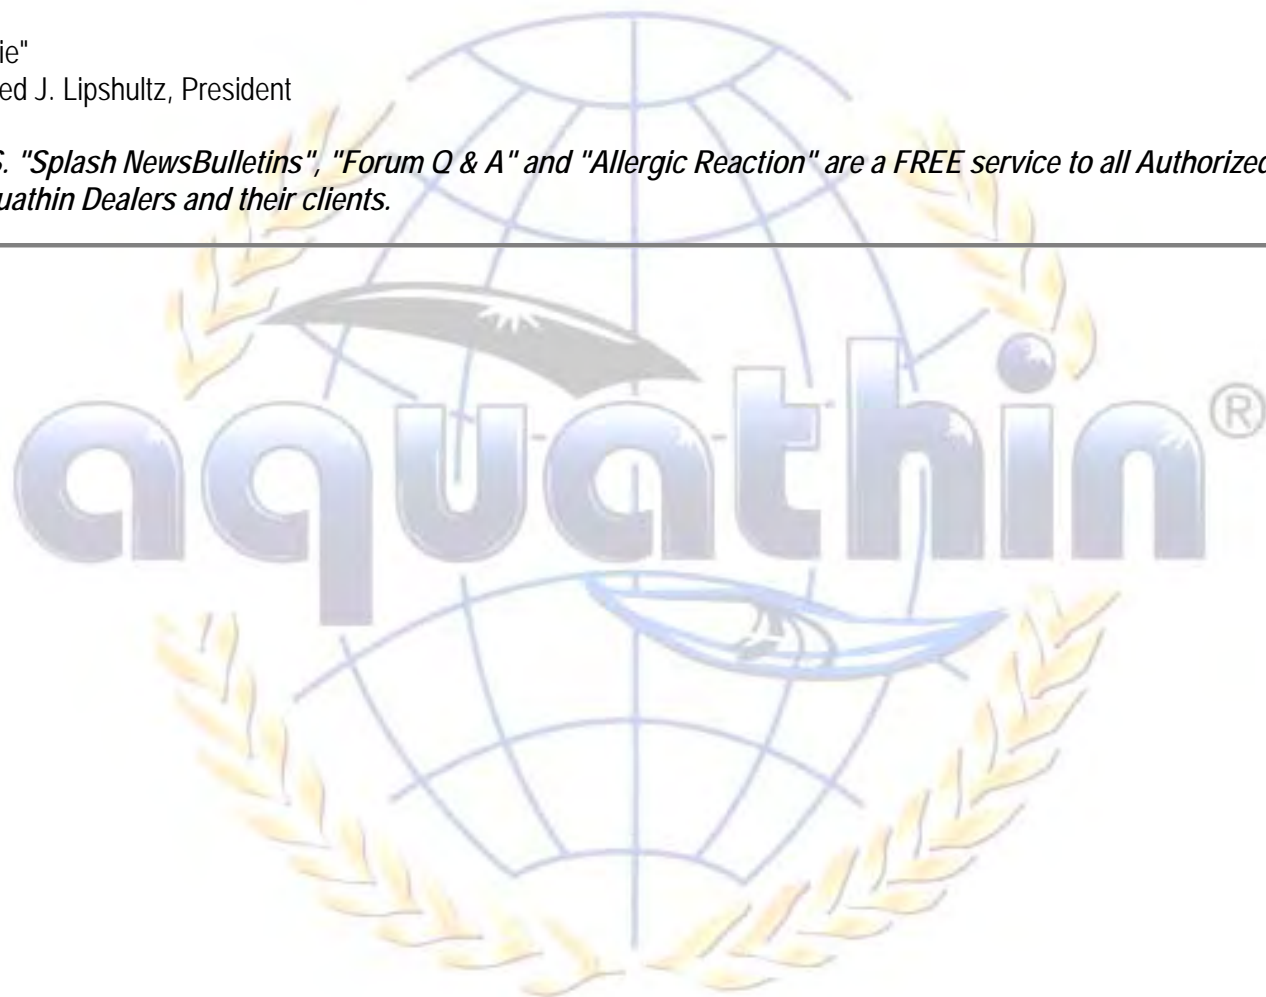 ie"
ed J. Lipshultz, President
S. "Splash NewsBulletins", "Forum Q & A" and "Allergic Reaction" are a FREE service to all Authorized
uathin Dealers and their clients.
aquathin®